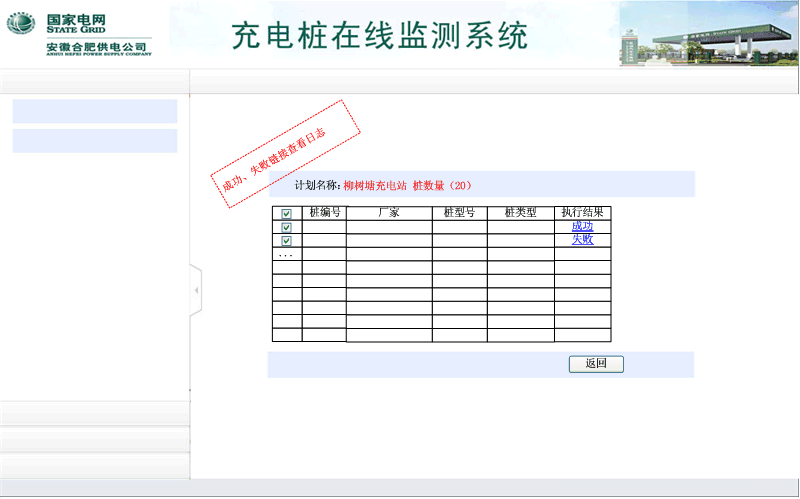 国家电网
STATE GRID
安徽合肥供电公司
ANHUI HEFEI POWER SUPPLY COMPANY
充电桩在线监测系统
成功、失败链接查看日志
计划名称：柳树塘充电站 桩数量（20）
桩编号 厂家 桩型号 桩类型 执行结果
成功
失败
...
返回